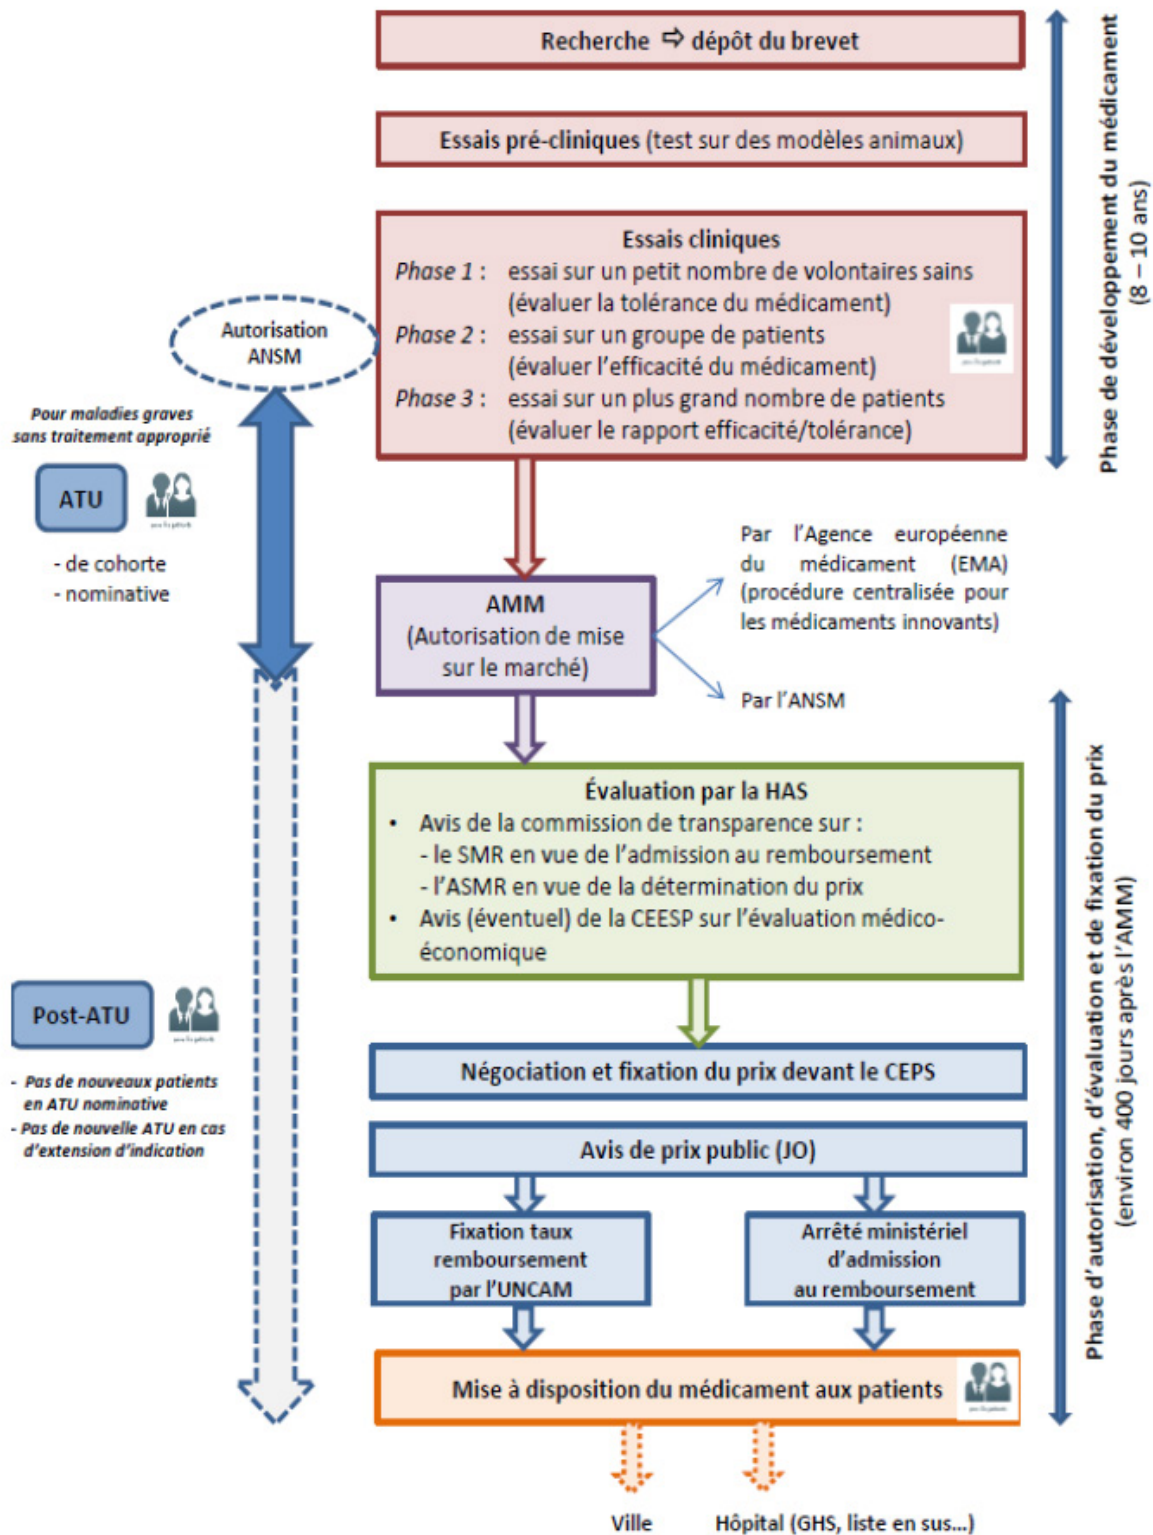 Recherche ⇨ dépôt du brevet
Essais pré-cliniques (test sur des modèles animaux)
Essais cliniques
Phase 1 : essai sur un petit nombre de volontaires sains
(évaluer la tolérance du médicament)
Phase 2 : essai sur un groupe de patients
(évaluer l'efficacité du médicament)
Phase 3 : essai sur un plus grand nombre de patients
(évaluer le rapport efficacité/tolérance)
Phase de développement du médicament
(8 – 10 ans)
Autorisation
ANSM
Pour maladies graves
sans traitement approprié
ATU
- de cohorte
- nominative
AMM
(Autorisation de mise
sur le marché)
Par l'Agence européenne
du médicament (EMA)
(procédure centralisée pour
les médicaments innovants)
Par l'ANSM
Évaluation par la HAS
• Avis de la commission de transparence sur :
- le SMR en vue de l'admission au remboursement
- l'ASMR en vue de la détermination du prix
• Avis (éventuel) de la CEESP sur l'évaluation médico-
économique
Phase d'autorisation, d'évaluation et de fixation du prix
(environ 400 jours après l'AMM)
Post-ATU
- Pas de nouveaux patients
en ATU nominative
- Pas de nouvelle ATU en cas
d'extension d'indication
Négociation et fixation du prix devant le CEPS
Avis de prix public (JO)
Fixation taux
remboursement
par l'UNCAM
Arrêté ministériel
d'admission
au remboursement
Mise à disposition du médicament aux patients
Ville
Hôpital (GHS, liste en sus...)